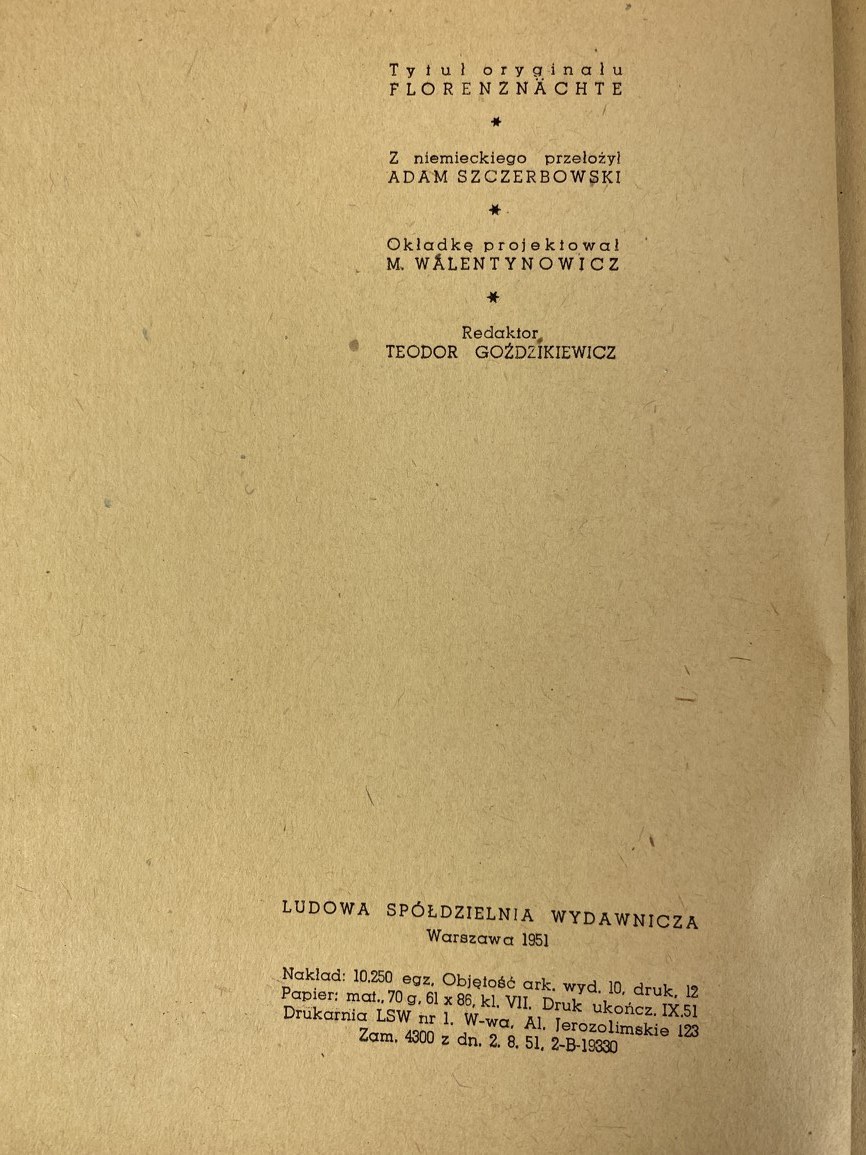 Tytuł oryginału
FLORENZNÄCHTE
*
Z niemieckiego przełożył
ADAM SZCZERBOWSKI
*
Okładkę projektował
M. WALENTYNOWICZ
*
Redaktor
TEODOR GOŹDZIKIEWICZ
LUDOWA SPÓŁDZIELNIA WYDAWNICZA
Warszawa 1951
Nakład: 10.250 egz. Objętość ark. wyd. 10, druk. 12
Papier: mat., 70 g, 61 x 86, kl. VII. Druk ukończ. IX.51
Drukarnia LSW nr 1. W-wa, Al. Jerozolimskie 123
Zam. 4300 z dn. 2. 8. 51, 2-B-19330